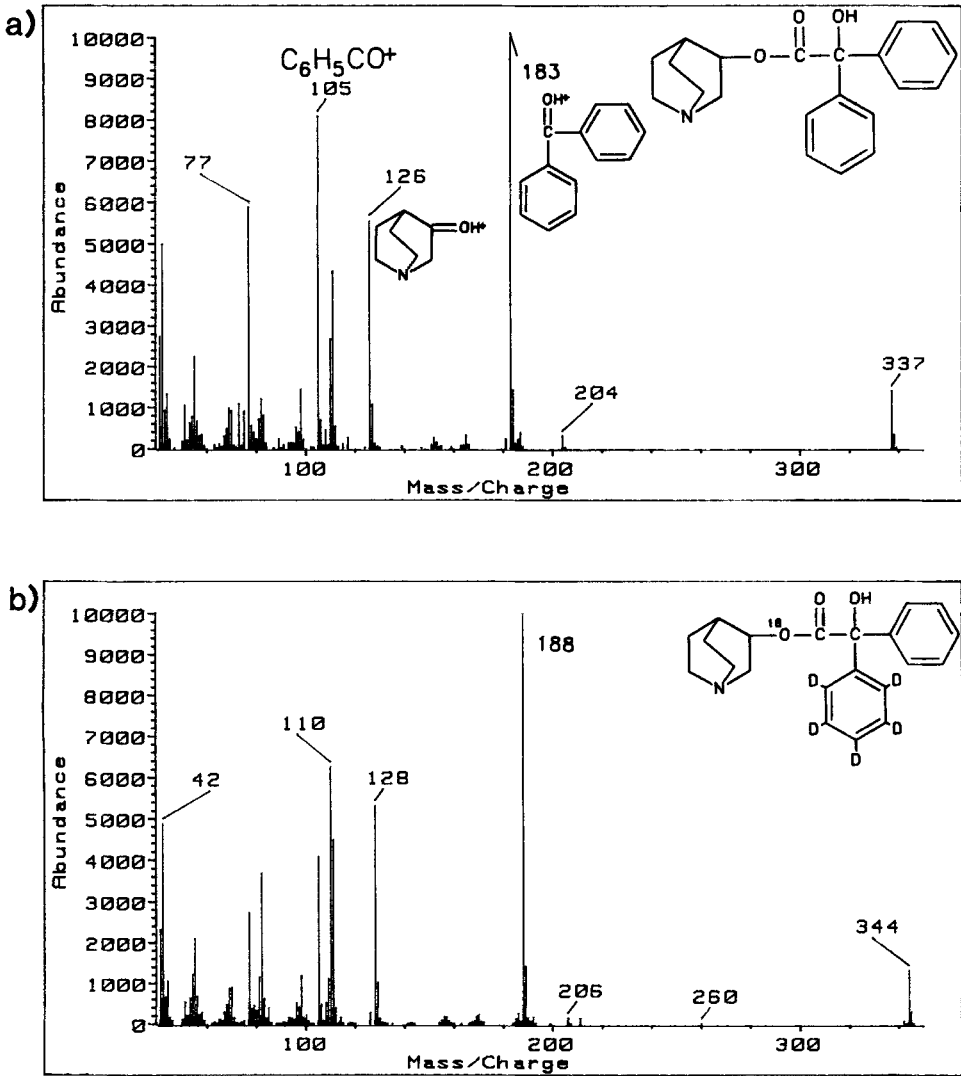 a)
10000
9000
8000
7000
6000
5000
4000
3000
2000
1000
0
Abundance
C6H5CO+
105
77
126
OH+
N
183
OH+
C
O
OH
O
C
C
N
204
337
100
200
300
Mass/Charge
b)
10000
9000
8000
7000
6000
5000
4000
3000
2000
1000
0
Abundance
42
110
128
188
O
OH
18
O
C
C
N
D
D
D
D
D
206
260
344
100
200
300
Mass/Charge